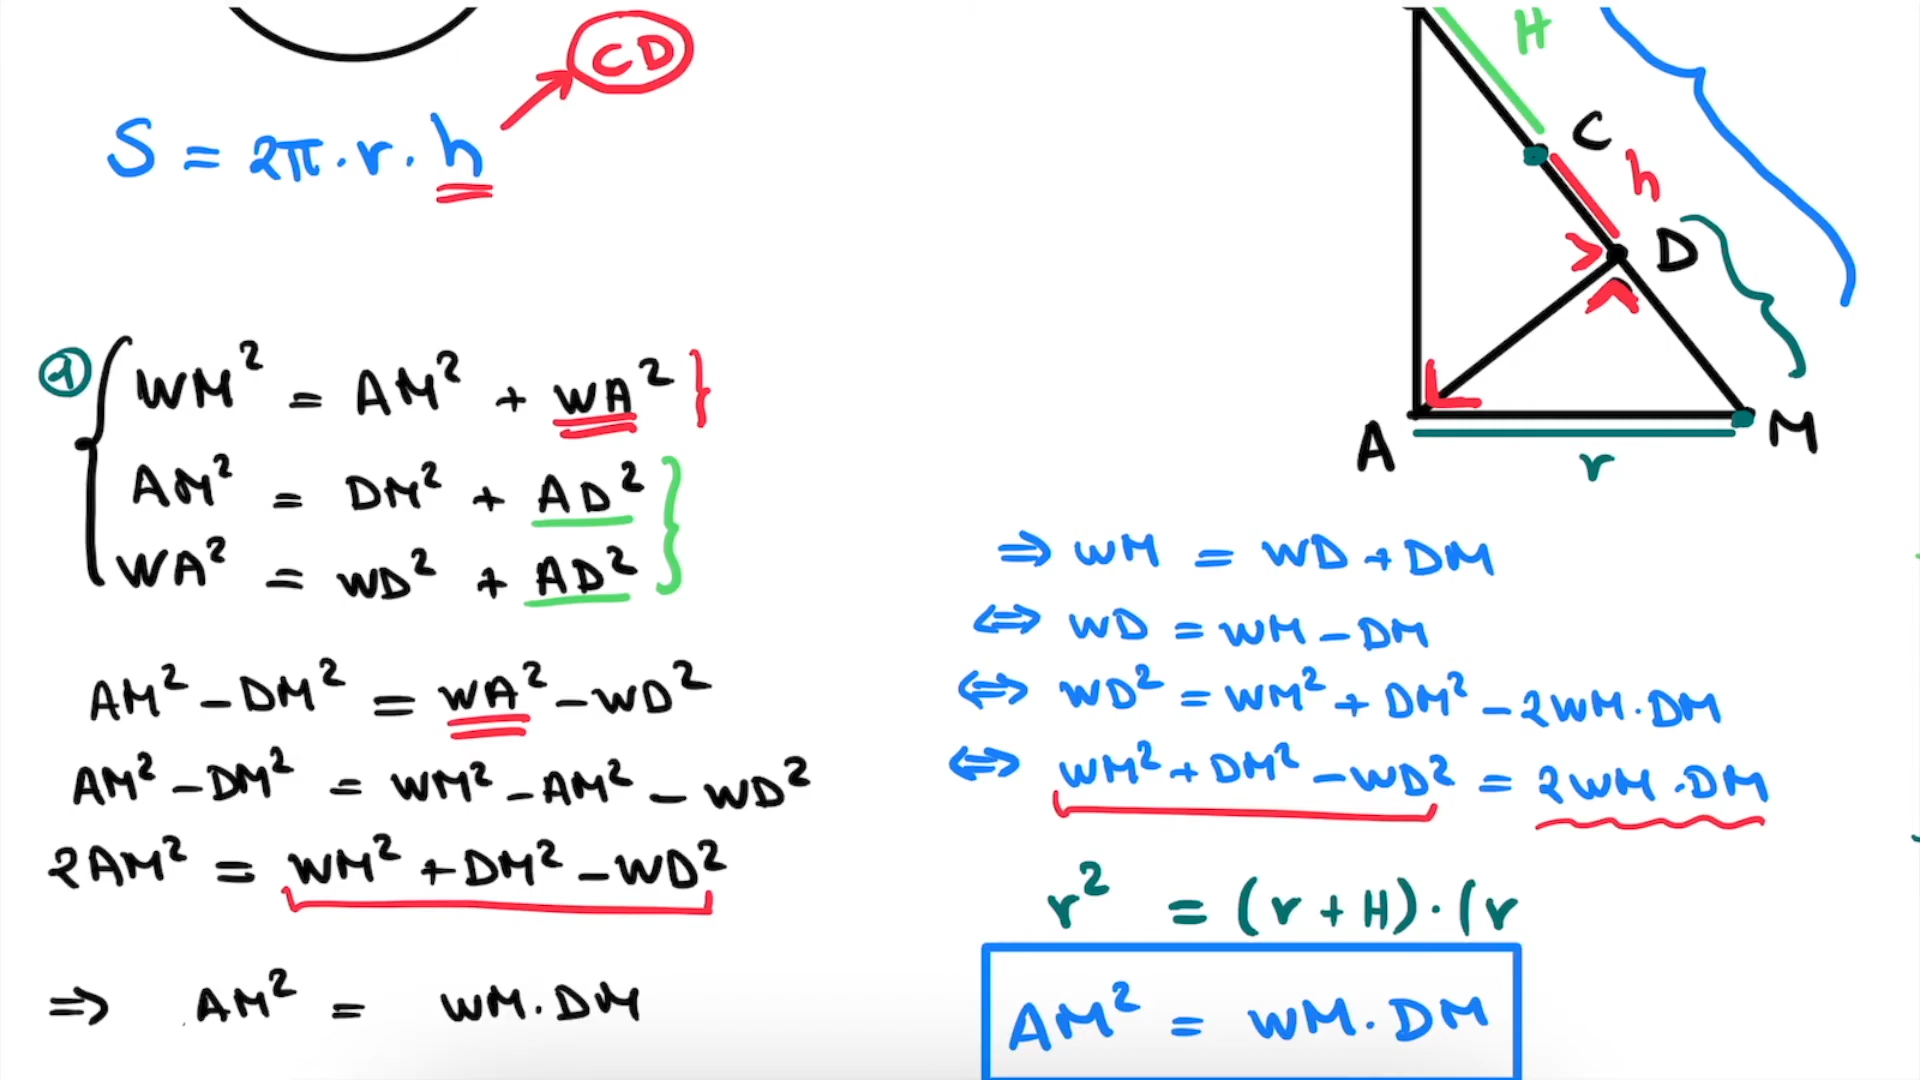 CD
S = 2π·r·h
① WM² = AM² + WA²
AM² = DM² + AD²
WA² = WD² + AD²
AM² - DM² = WA² - WD²
AM² - DM² = WM² - AM² - WD²
2AM² = WM² + DM² - WD²
⇒ AM² = WM.DM
H
C
h
D
A
M
r
⇒ WM = WD + DM
⇔ WD = WM - DM
⇔ WD² = WM² + DM² - 2WM.DM
⇔ WM² + DM² - WD² = 2WM.DM
r² = (r + H)·(r
AM² = WM.DM